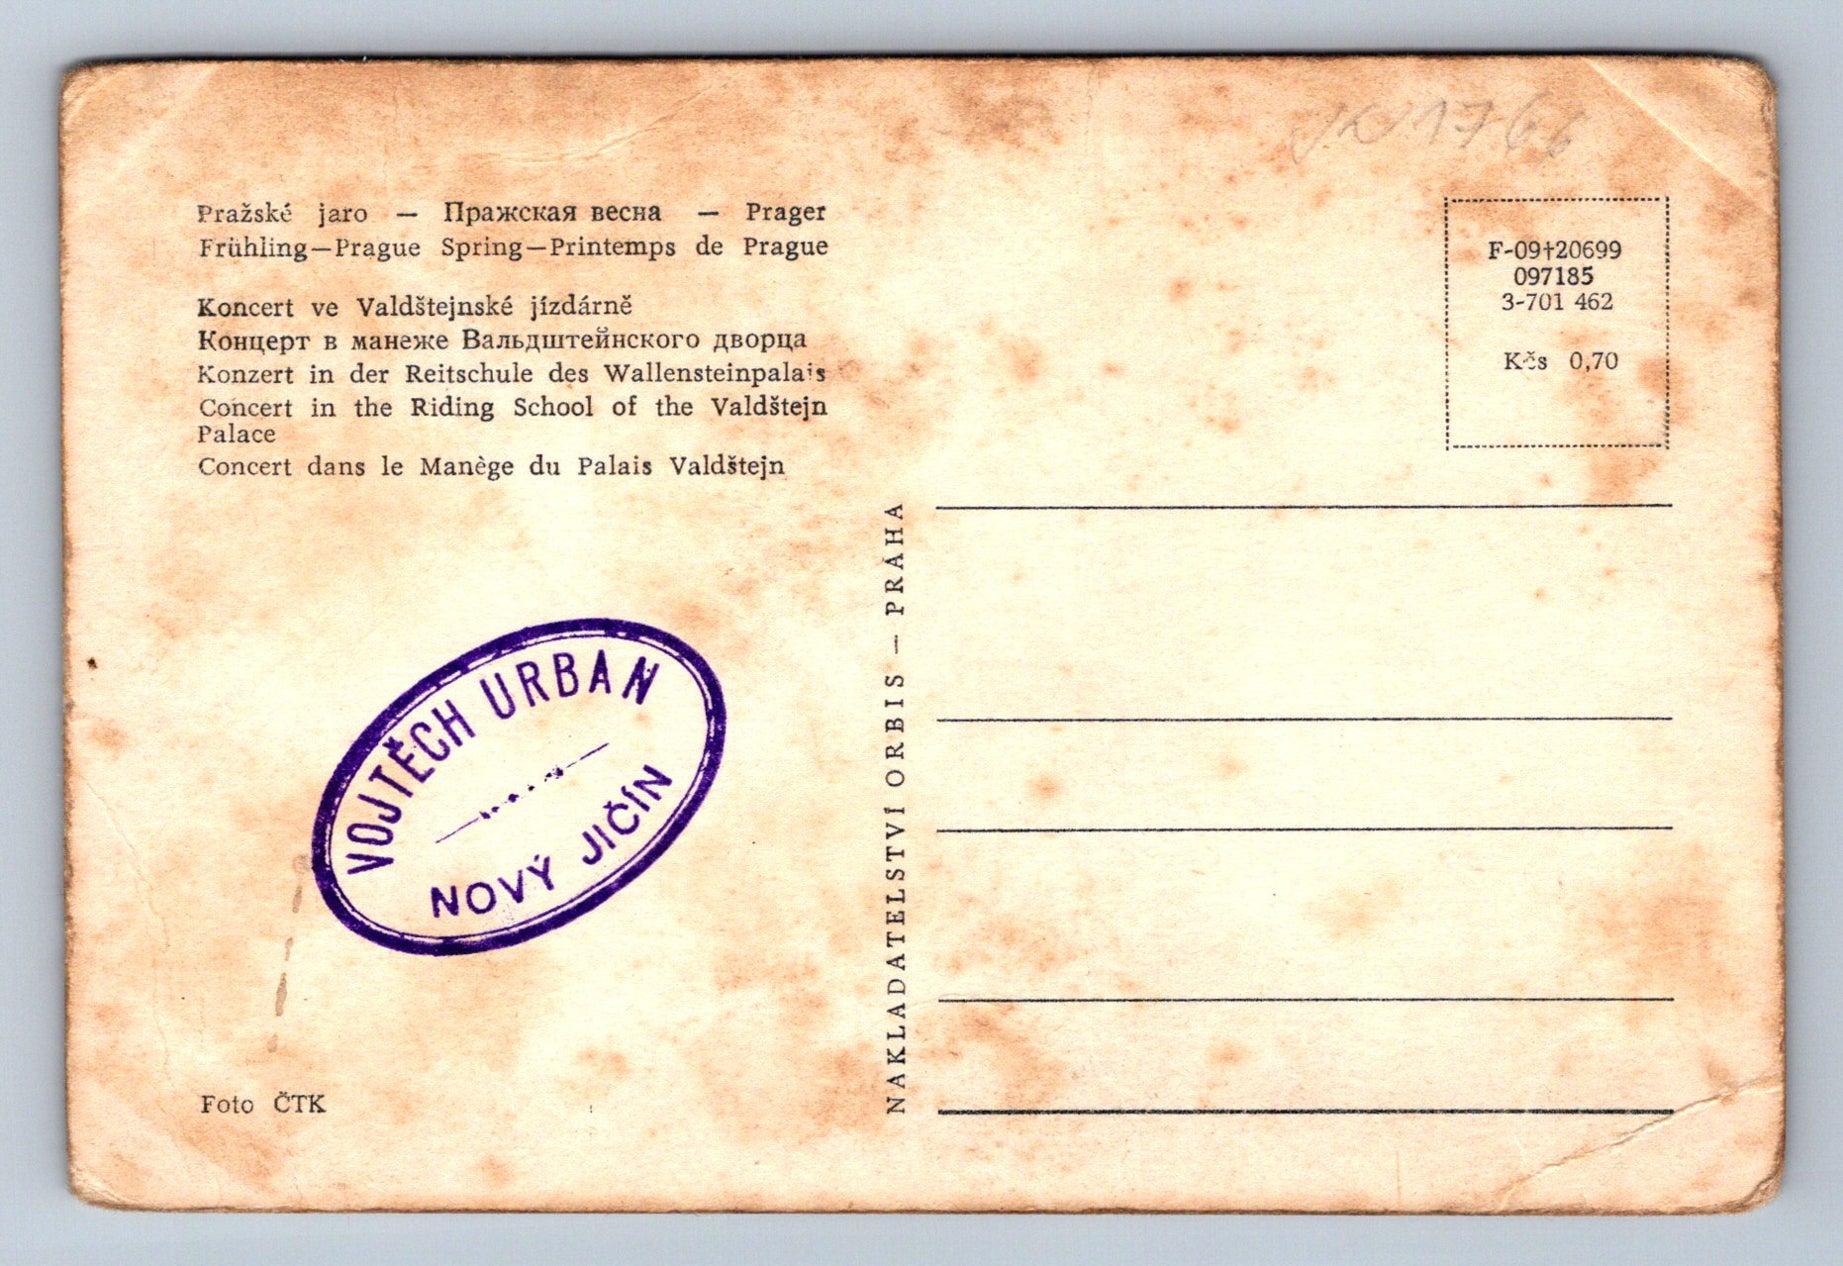 Pražské jaro — Пражская весна — Prager
Frühling—Prague Spring—Printemps de Prague
Koncert ve Valdštejnské jízdárně
Концерт в манеже Вальдштейнского дворца
Konzert in der Reitschule des Wallensteinpalais
Concert in the Riding School of the Valdštejn
Palace
Concert dans le Manège du Palais Valdštejn
VOJTĚCH URBAN
NOVÝ JIČÍN
Foto ČTK
NAKLADATELSTVÍ ORBIS — PRAHA
1766
F-09†20699
097185
3-701 462
Kčs 0,70